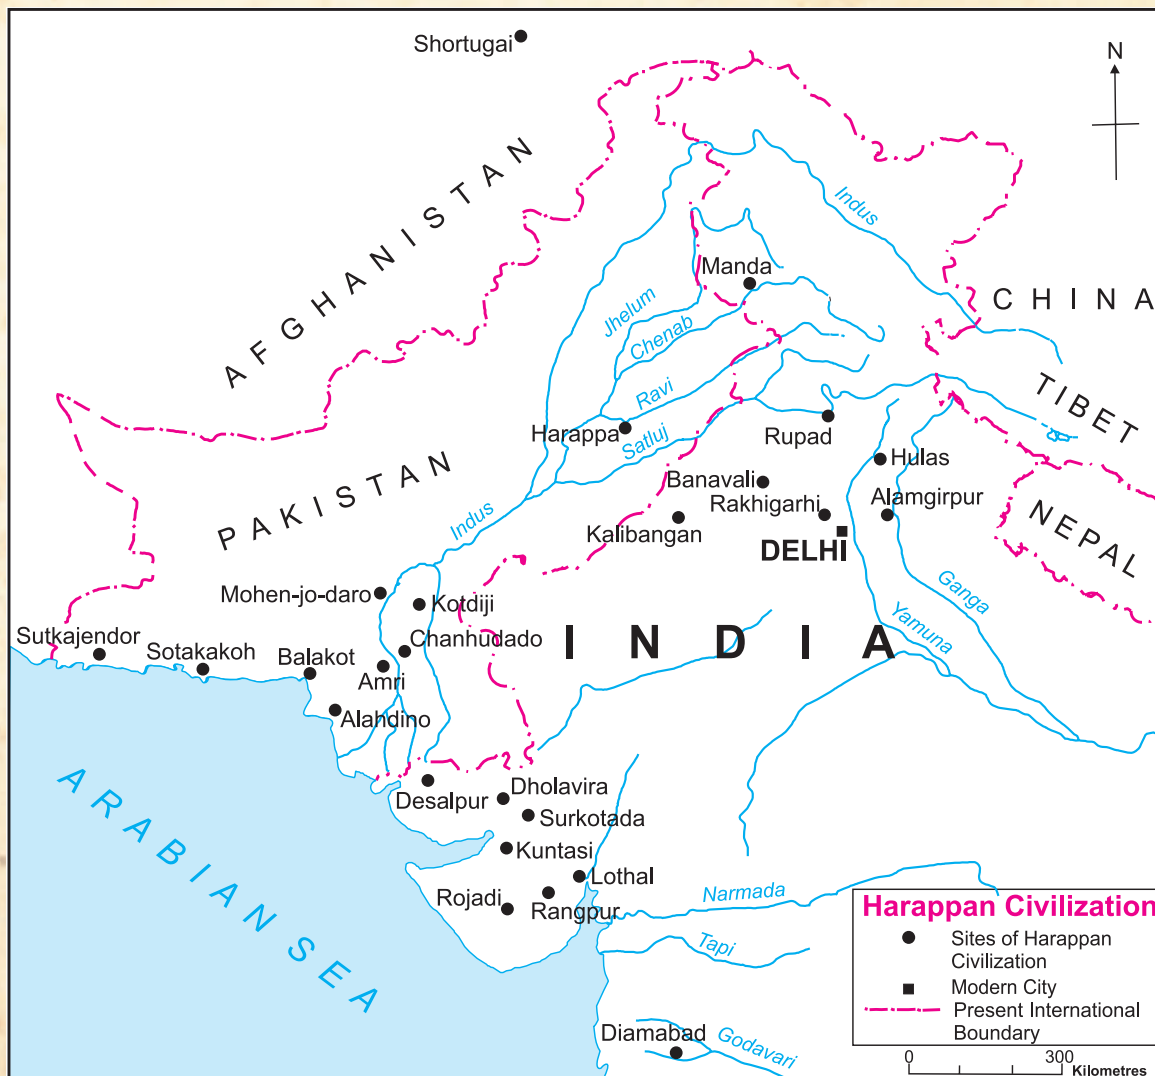 Shortugai
N
AFGHANISTAN
Indus
Manda
CHINA
Jhelum
Chenab
Ravi
TIBET
Harappa
Satluj
Rupad
Hulas
PAKISTAN
Banavali
Indus
Rakhigarhi
Alamgirpur
NEPAL
Kalibangan
DELHI
Mohen-jo-daro
Kotdiji
Ganga
Yamuna
Sutkajendor
Sotakakoh
Balakot
Chanhudado
INDIA
Amri
Alahdino
Desalpur
Dholavira
Surkotada
ARABIAN SEA
Kuntasi
Lothal
Rojadi
Rangpur
Narmada
Tapi
Diamabad
Godavari
Harappan Civilization
Sites of Harappan
Civilization
Modern City
Present International
Boundary
0 300
Kilometres